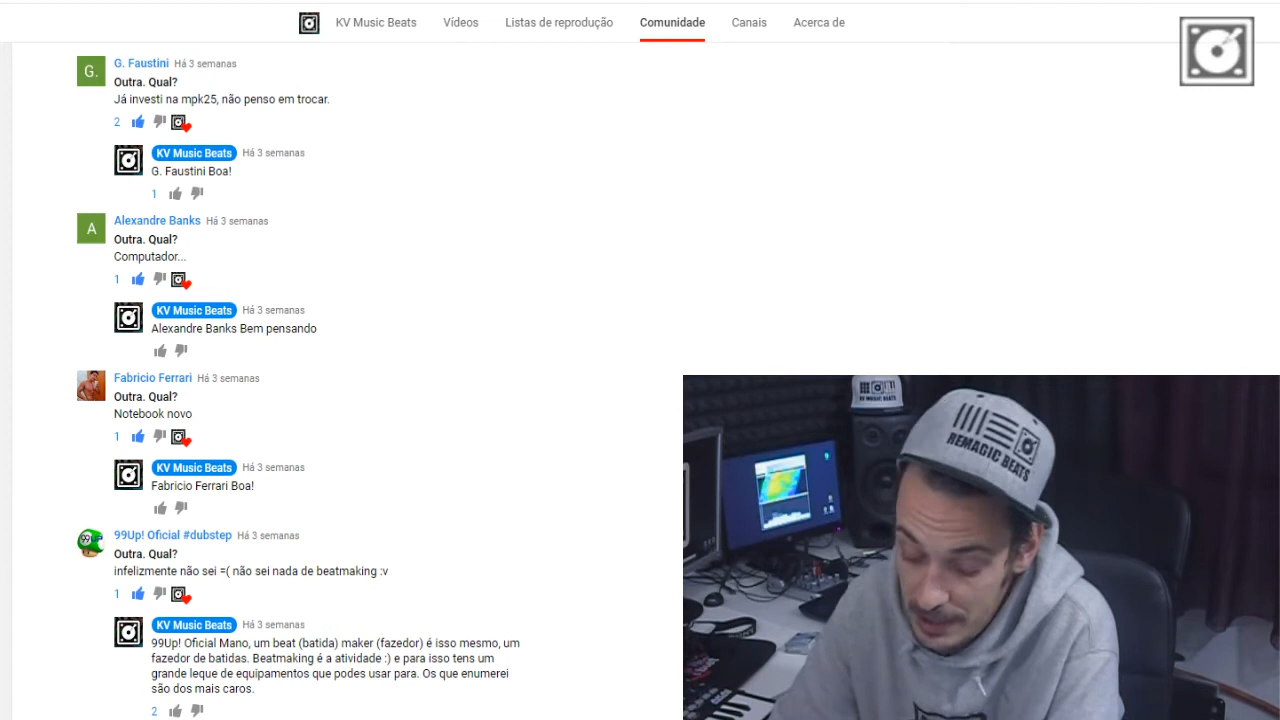 KV Music Beats Vídeos Listas de reprodução Comunidade Canais Acerca de
G.
G. Faustini Há 3 semanas
Outra. Qual?
Já investi na mpk25, não penso em trocar.
2
KV Music Beats Há 3 semanas
G. Faustini Boa!
1
A
Alexandre Banks Há 3 semanas
Outra. Qual?
Computador...
1
KV Music Beats Há 3 semanas
Alexandre Banks Bem pensando
Fabricio Ferrari Há 3 semanas
Outra. Qual?
Notebook novo
1
KV Music Beats Há 3 semanas
Fabricio Ferrari Boa!
99Up! Oficial #dubstep Há 3 semanas
Outra. Qual?
infelizmente não sei =( não sei nada de beatmaking :v
1
KV Music Beats Há 3 semanas
99Up! Oficial Mano, um beat (batida) maker (fazedor) é isso mesmo, um
fazedor de batidas. Beatmaking é a atividade :) e para isso tens um
grande leque de equipamentos que podes usar para. Os que enumerei
são dos mais caros.
2
KV MUSIC BEATS
REMAGIC BEATS